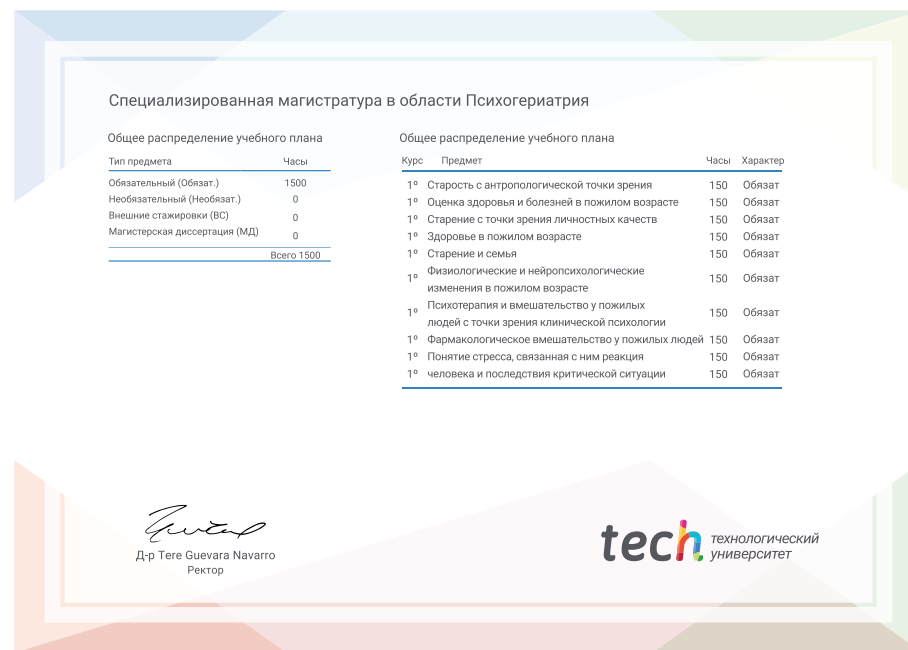 Специализированная магистратура в области Психогериатрия
Общее распределение учебного плана
Тип предмета Часы
Обязательный (Обязат.) 1500
Необязательный (Необязат.) 0
Внешние стажировки (ВС) 0
Магистерская диссертация (МД) 0
Всего 1500
Общее распределение учебного плана
Курс Предмет Часы Характер
1º Старость с антропологической точки зрения 150 Обязат
1º Оценка здоровья и болезней в пожилом возрасте 150 Обязат
1º Старение с точки зрения личностных качеств 150 Обязат
1º Здоровье в пожилом возрасте 150 Обязат
1º Старение и семья 150 Обязат
1º Физиологические и нейропсихологические
изменения в пожилом возрасте 150 Обязат
1º Психотерапия и вмешательство у пожилых
людей с точки зрения клинической психологии 150 Обязат
1º Фармакологическое вмешательство у пожилых людей 150 Обязат
1º Понятие стресса, связанная с ним реакция 150 Обязат
1º человека и последствия критической ситуации 150 Обязат
Д-р Tere Guevara Navarro
Ректор
tech технологический
университет